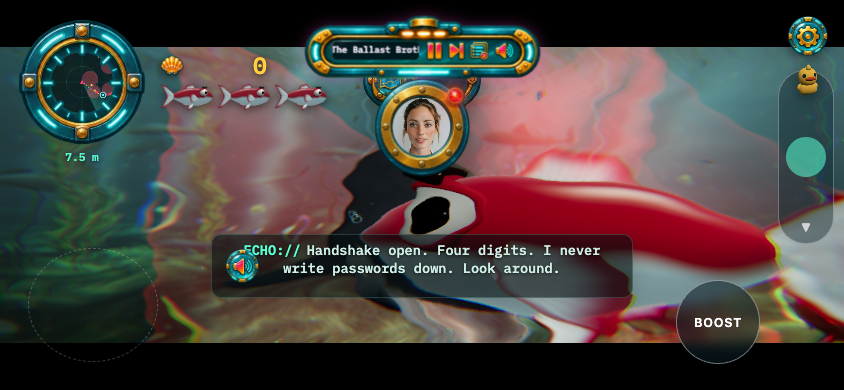 The Ballast Brot
0
7.5 m
ECHO:// Handshake open. Four digits. I never
write passwords down. Look around.
BOOST